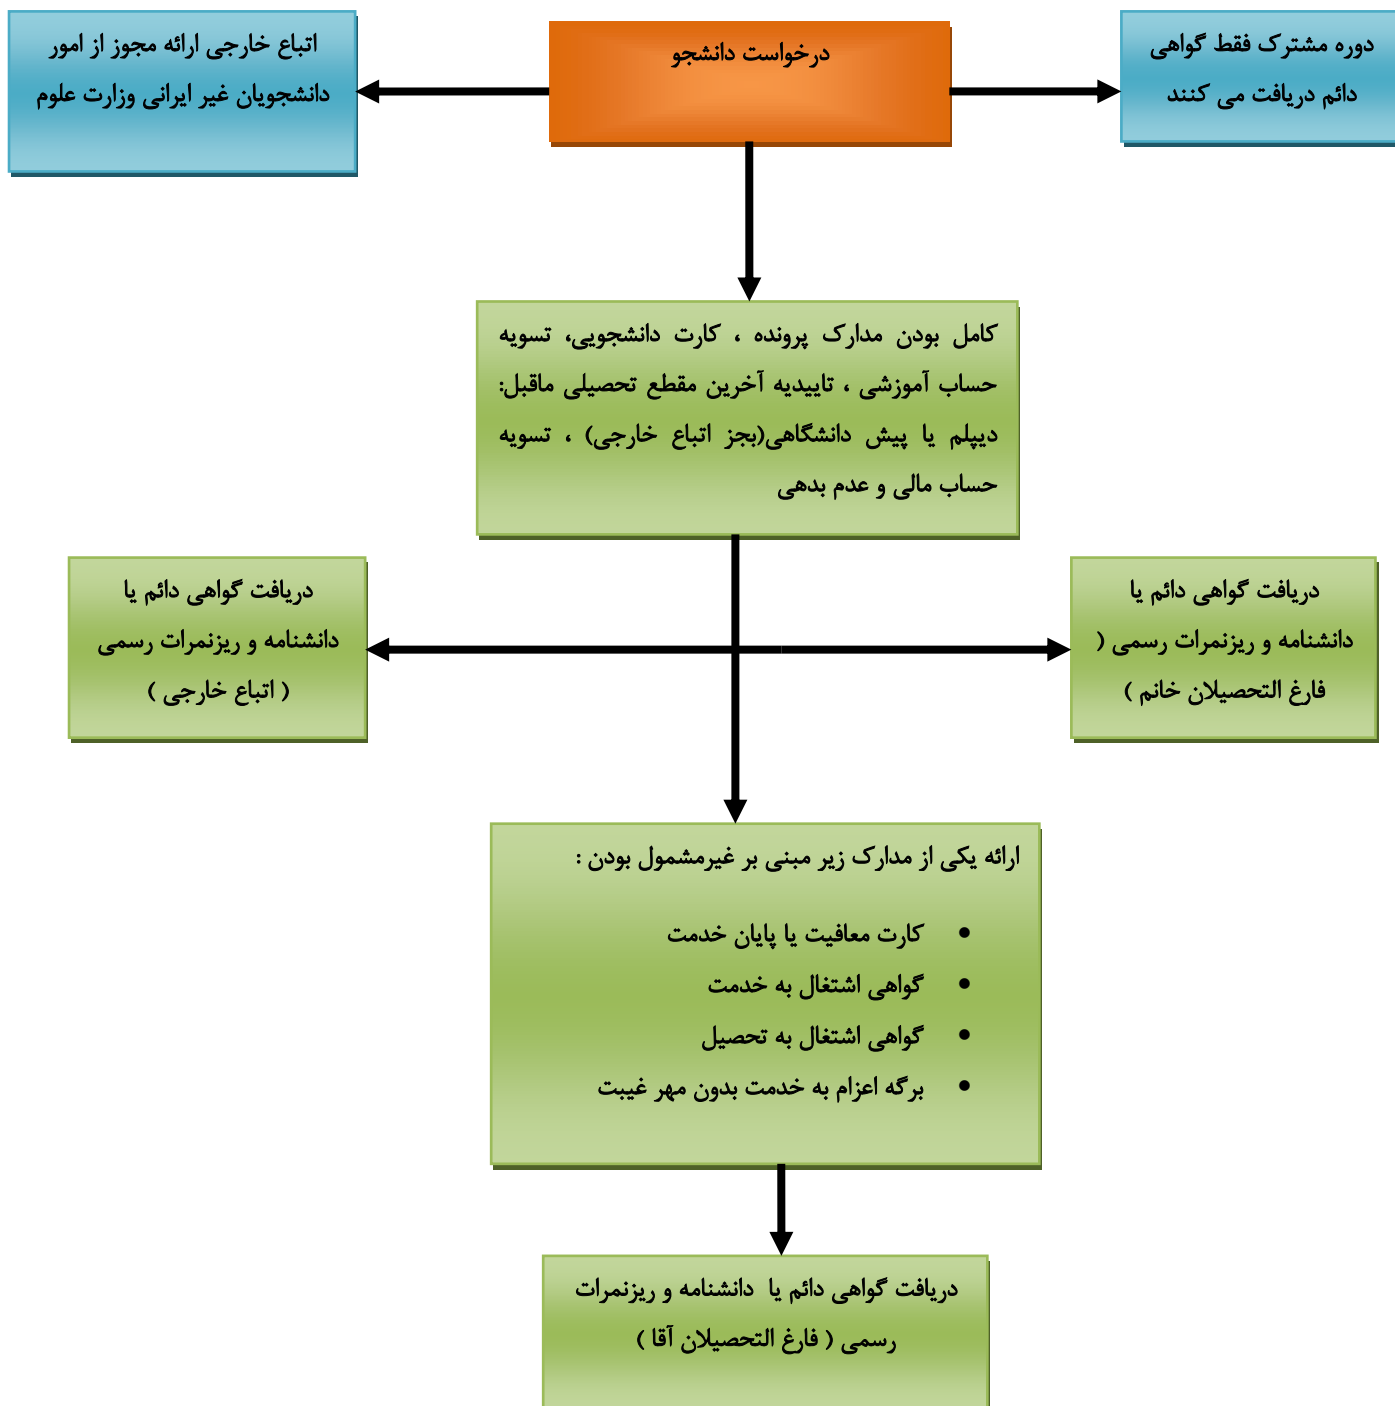 درخواست دانشجو
دوره مشترک فقط گواهی
دائم دریافت می کنند
اتباع خارجی ارائه مجوز از امور
دانشجویان غیر ایرانی وزارت علوم
کامل بودن مدارک پرونده ، کارت دانشجویی، تسویه
حساب آموزشی ، تاییدیه آخرین مقطع تحصیلی ماقبل:
دیپلم یا پیش دانشگاهی(بجز اتباع خارجی) ، تسویه
حساب مالی و عدم بدهی
دریافت گواهی دائم یا
دانشنامه و ریزنمرات رسمی (
فارغ التحصیلان خانم )
دریافت گواهی دائم یا
دانشنامه و ریزنمرات رسمی
( اتباع خارجی )
ارائه یکی از مدارک زیر مبنی بر غیرمشمول بودن :
• کارت معافیت یا پایان خدمت
• گواهی اشتغال به خدمت
• گواهی اشتغال به تحصیل
• برگه اعزام به خدمت بدون مهر غیبت
دریافت گواهی دائم یا دانشنامه و ریزنمرات
رسمی ( فارغ التحصیلان آقا )